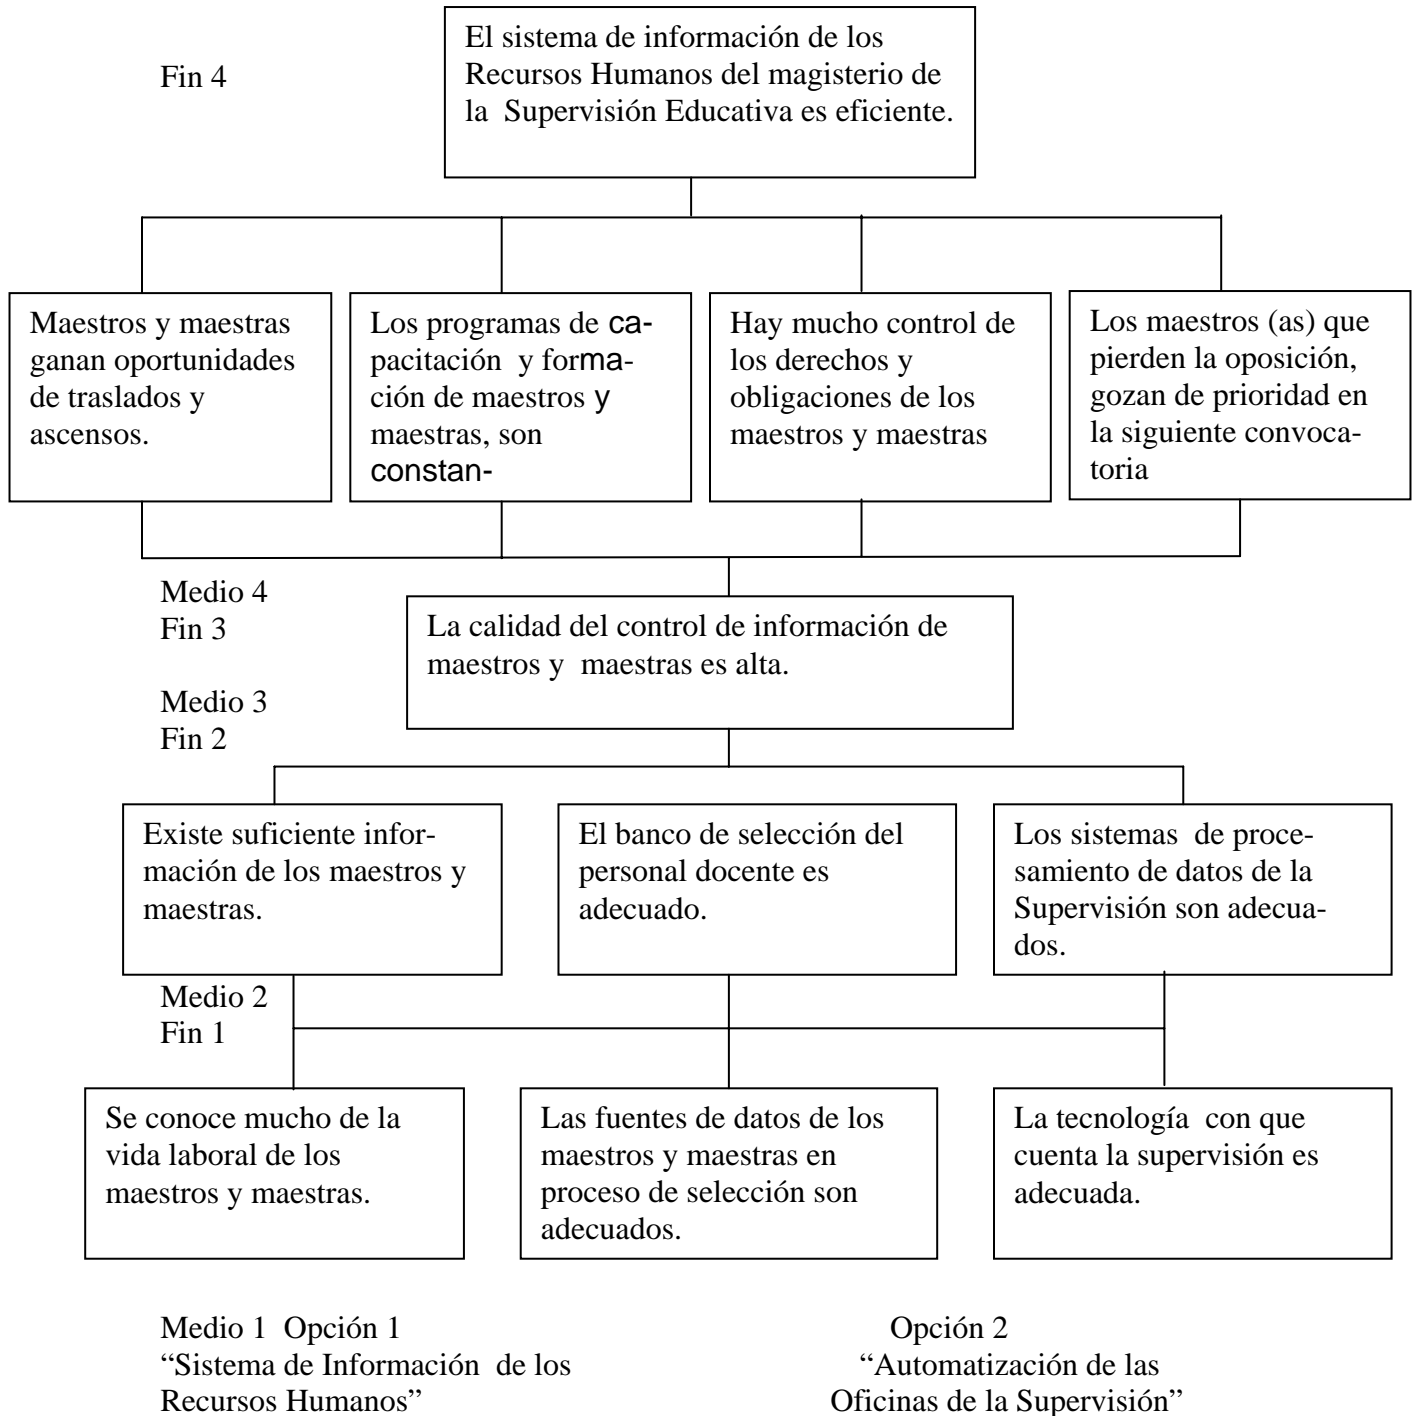 El sistema de información de los
Fin 4
Recursos Humanos del magisterio de
la Supervisión Educativa es eficiente.
Maestros y maestras
ganan oportunidades
de traslados y
ascensos.
Los programas de ca-
pacitación y forma-
ción de maestros y
maestras, son
constan-
Hay mucho control de
los derechos y
obligaciones de los
maestros y maestras
Los maestros (as) que
pierden la oposición,
gozan de prioridad en
la siguiente convoca-
toria
Medio 4
Fin 3
La calidad del control de información de
maestros y maestras es alta.
Medio 3
Fin 2
Existe suficiente infor-
mación de los maestros y
maestras.
El banco de selección del
personal docente es
adecuado.
Los sistemas de proce-
samiento de datos de la
Supervisión son adecua-
dos.
Medio 2
Fin 1
Se conoce mucho de la
vida laboral de los
maestros y maestras.
Las fuentes de datos de los
maestros y maestras en
proceso de selección son
adecuados.
La tecnología con que
cuenta la supervisión es
adecuada.
Medio 1 Opción 1
“Sistema de Información de los
Recursos Humanos”
Opción 2
“Automatización de las
Oficinas de la Supervisión”